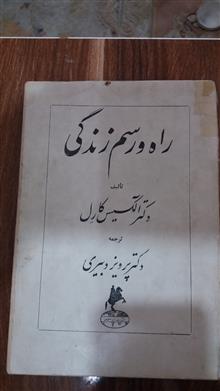 راه و رسم زندگی
تألیف
دکتر الکسیس کارل
ترجمه
دکتر پرویز دبیری